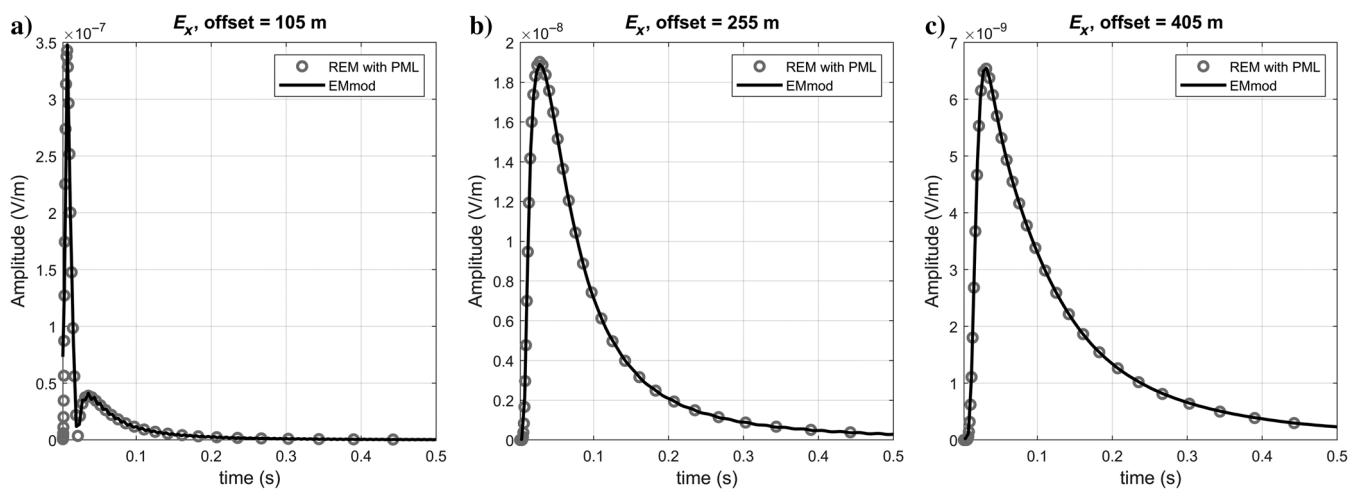 a)
E_x, offset = 105 m
×10⁻⁷
3.5
3
2.5
2
1.5
1
0.5
0
0.1 0.2 0.3 0.4 0.5
Amplitude (V/m)
time (s)
REM with PML
EMmod
b)
E_x, offset = 255 m
×10⁻⁸
2
1.8
1.6
1.4
1.2
1
0.8
0.6
0.4
0.2
0
0.1 0.2 0.3 0.4 0.5
Amplitude (V/m)
time (s)
REM with PML
EMmod
c)
E_x, offset = 405 m
×10⁻⁹
7
6
5
4
3
2
1
0
0.1 0.2 0.3 0.4 0.5
Amplitude (V/m)
time (s)
REM with PML
EMmod